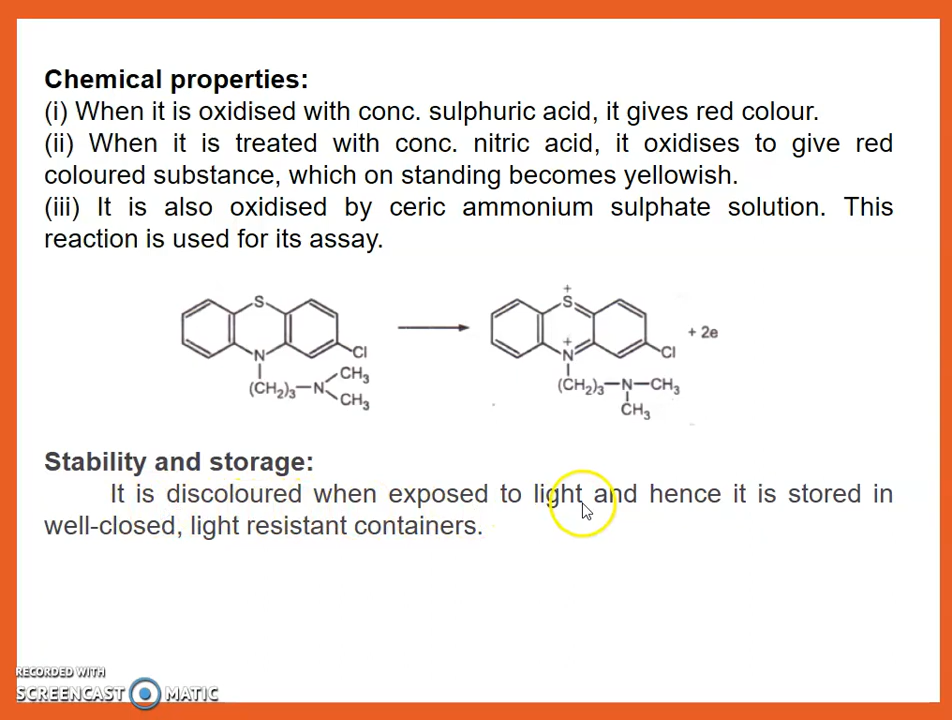 Chemical properties:
(i) When it is oxidised with conc. sulphuric acid, it gives red colour.
(ii) When it is treated with conc. nitric acid, it oxidises to give red
coloured substance, which on standing becomes yellowish.
(iii) It is also oxidised by ceric ammonium sulphate solution. This
reaction is used for its assay.
S
N
Cl
(CH₂)₃—N
CH₃
CH₃
+
S
+
N
Cl
(CH₂)₃—N—CH₃
CH₃
+ 2e
Stability and storage:
It is discoloured when exposed to light and hence it is stored in
well-closed, light resistant containers.
RECORDED WITH
SCREENCAST MATIC